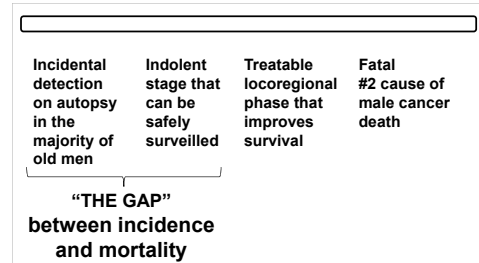 Incidental
detection
on autopsy
in the
majority of
old men
Indolent
stage that
can be
safely
surveilled
Treatable
locoregional
phase that
improves
survival
Fatal
#2 cause of
male cancer
death
“THE GAP”
between incidence
and mortality